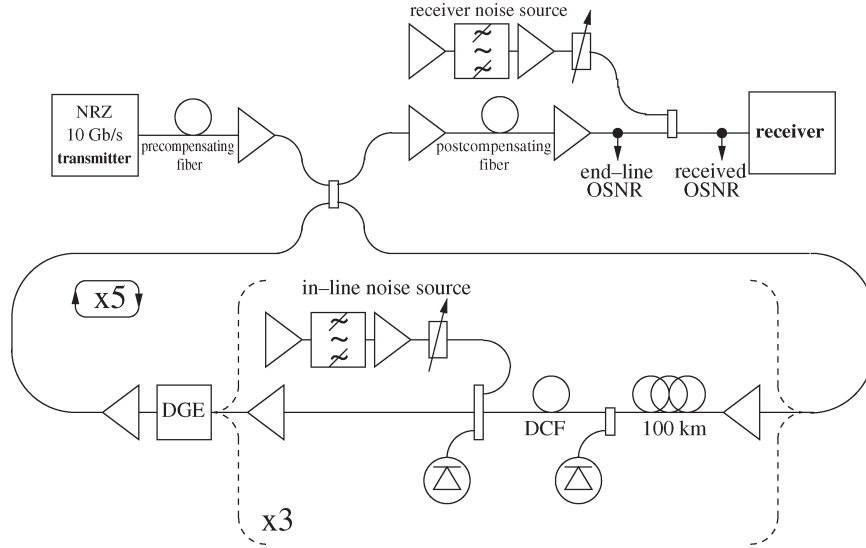 receiver noise source
NRZ
10 Gb/s
transmitter
precompensating
fiber
postcompensating
fiber
end–line
OSNR
received
OSNR
receiver
x5
in–line noise source
DGE
DCF
100 km
x3